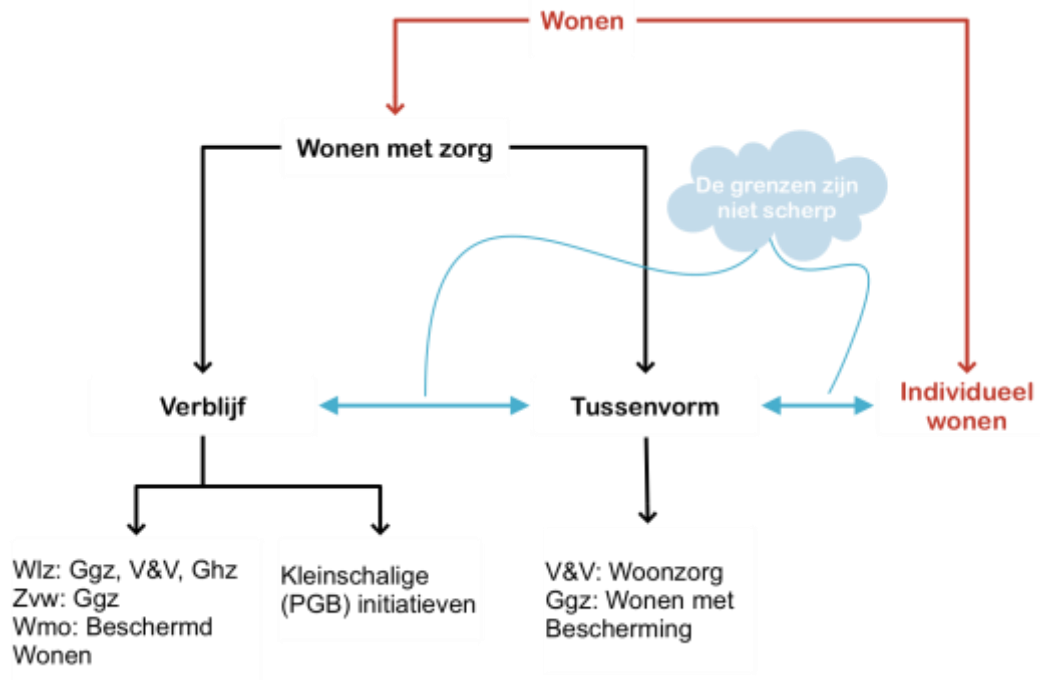 Wonen
Wonen met zorg
De grenzen zijn
niet scherp
Verblijf
Tussenvorm
Individueel
wonen
Wlz: Ggz, V&V, Ghz
Zvw: Ggz
Wmo: Beschermd
Wonen
Kleinschalige
(PGB) initiatieven
V&V: Woonzorg
Ggz: Wonen met
Bescherming